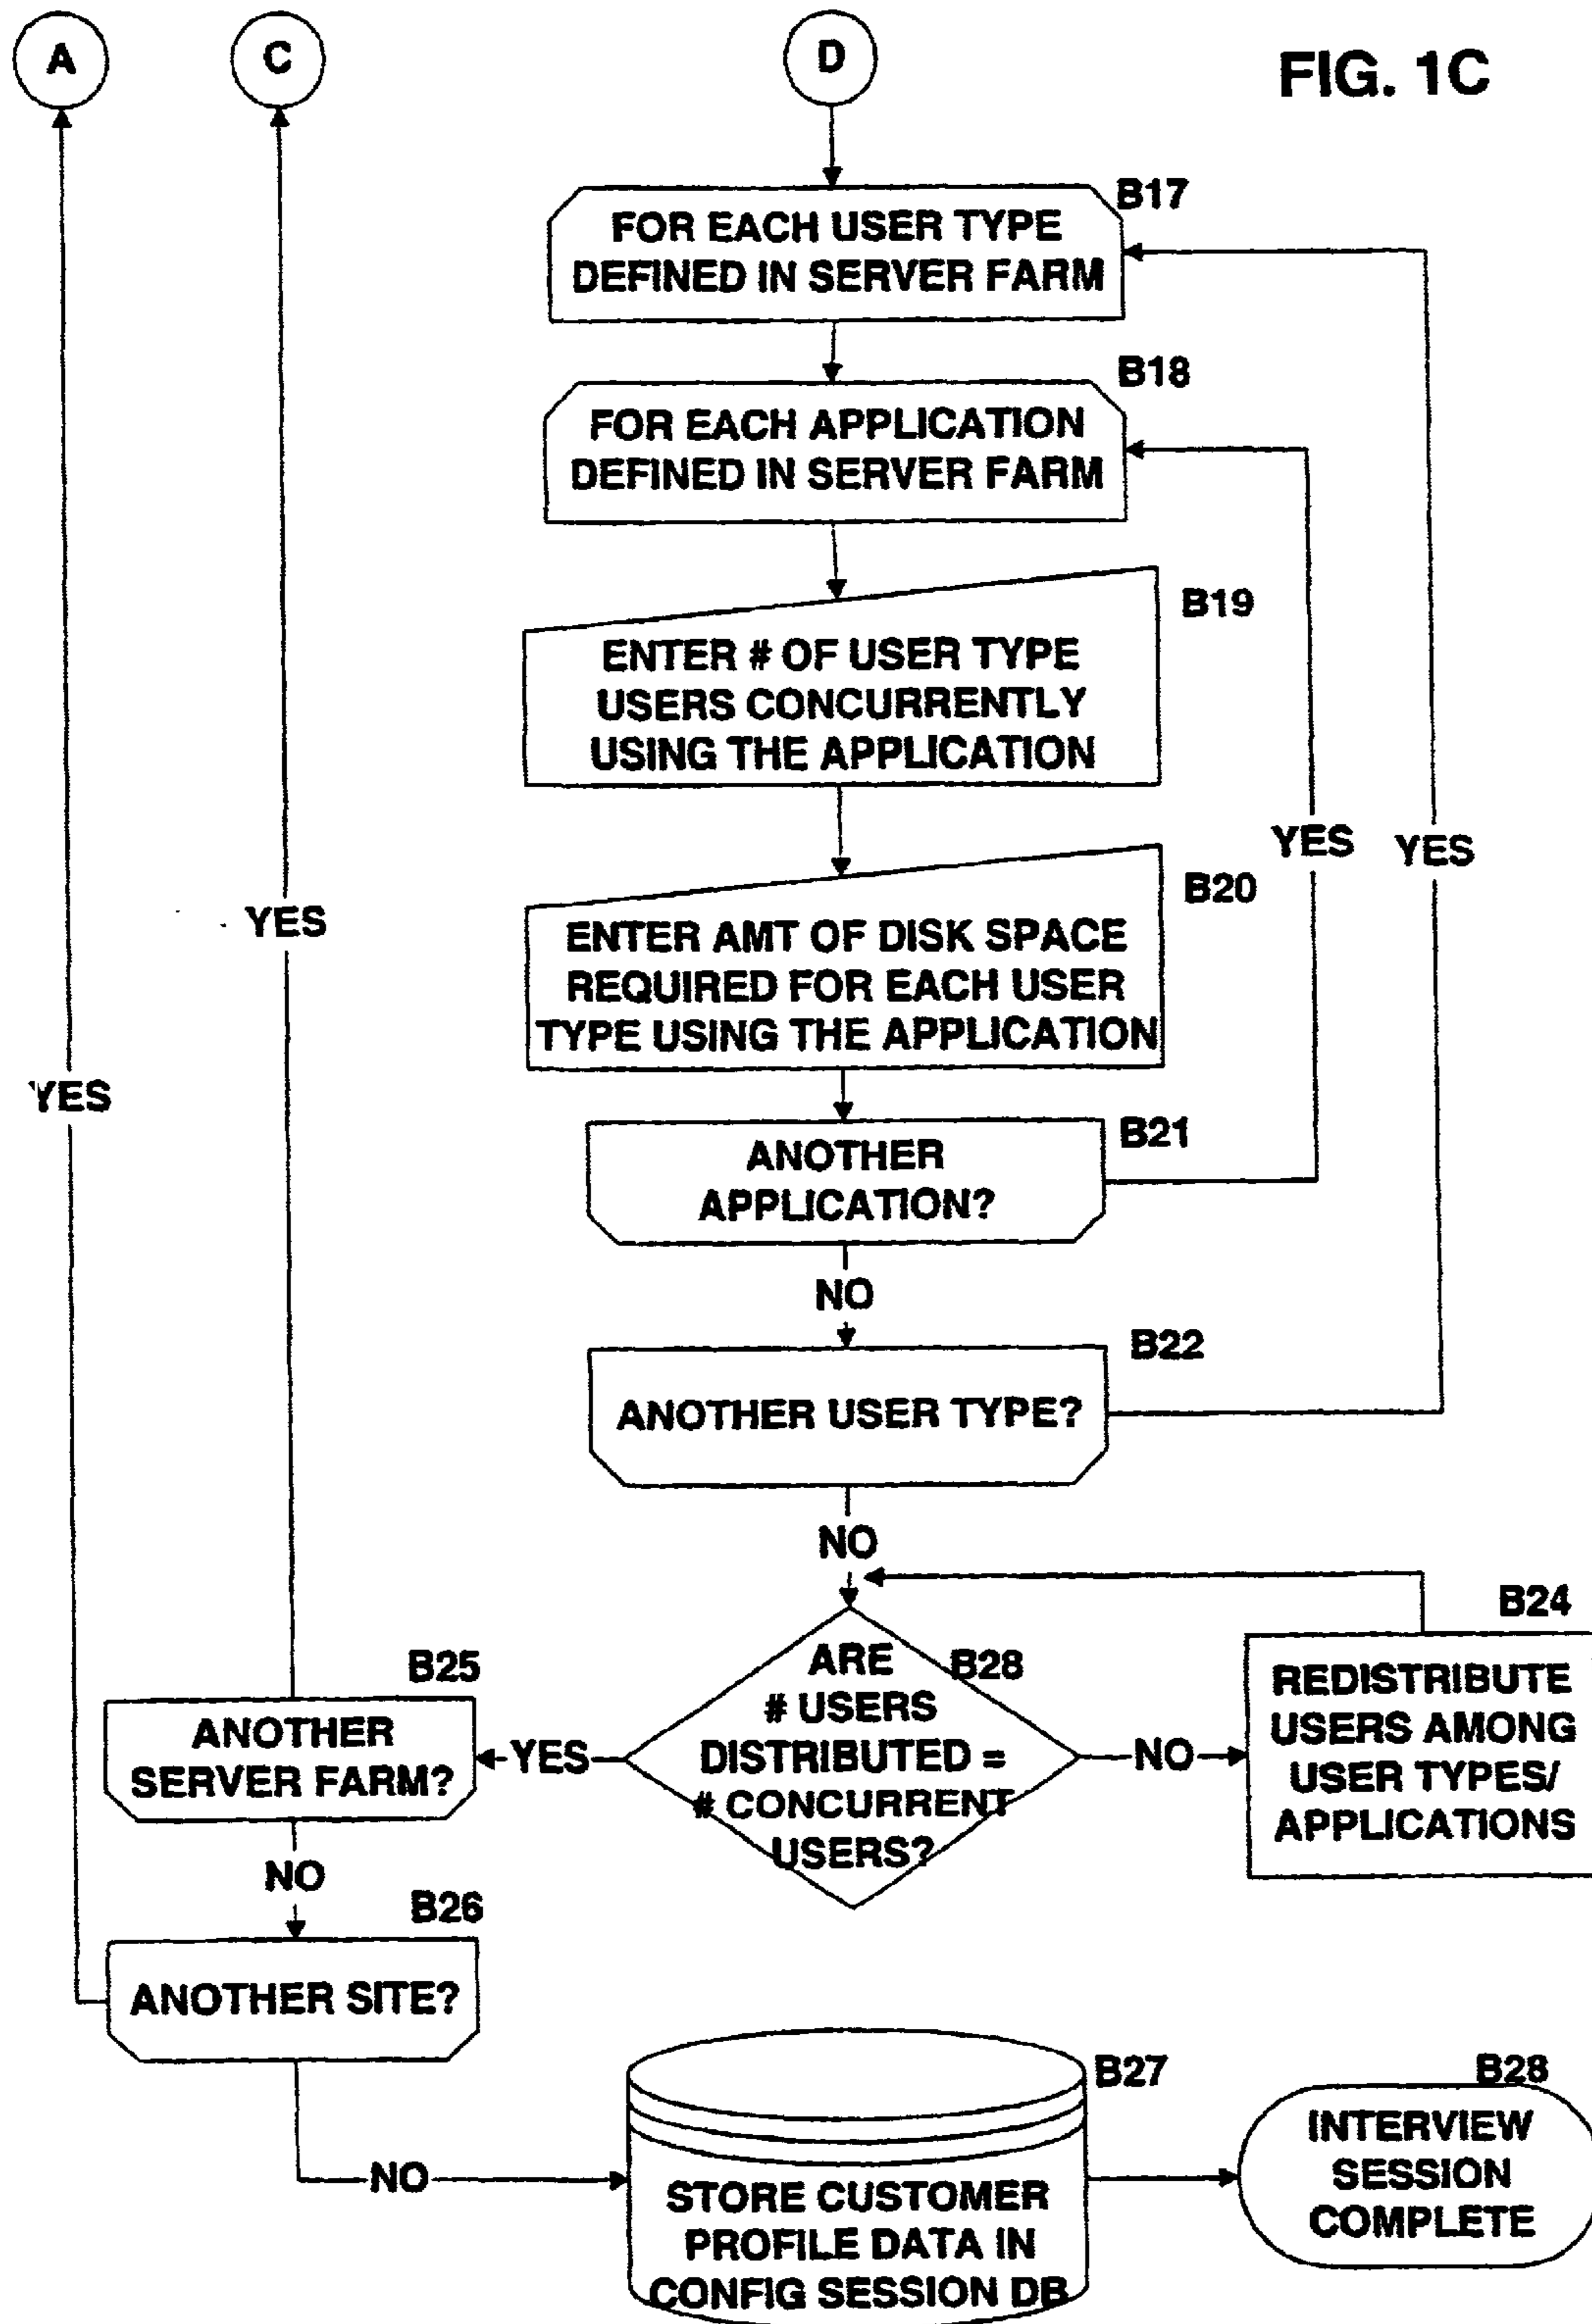 A
C
D
FIG. 1C
B17
FOR EACH USER TYPE
DEFINED IN SERVER FARM
B18
FOR EACH APPLICATION
DEFINED IN SERVER FARM
B19
ENTER # OF USER TYPE
USERS CONCURRENTLY
USING THE APPLICATION
YES
YES
B20
YES
ENTER AMT OF DISK SPACE
REQUIRED FOR EACH USER
TYPE USING THE APPLICATION
YES
B21
ANOTHER
APPLICATION?
NO
B22
ANOTHER USER TYPE?
NO
B24
REDISTRIBUTE
USERS AMONG
USER TYPES/
APPLICATIONS
B28
ARE
# USERS
DISTRIBUTED =
# CONCURRENT
USERS?
YES
NO
B25
ANOTHER
SERVER FARM?
NO
B26
ANOTHER SITE?
NO
B27
STORE CUSTOMER
PROFILE DATA IN
CONFIG SESSION DB
B28
INTERVIEW
SESSION
COMPLETE